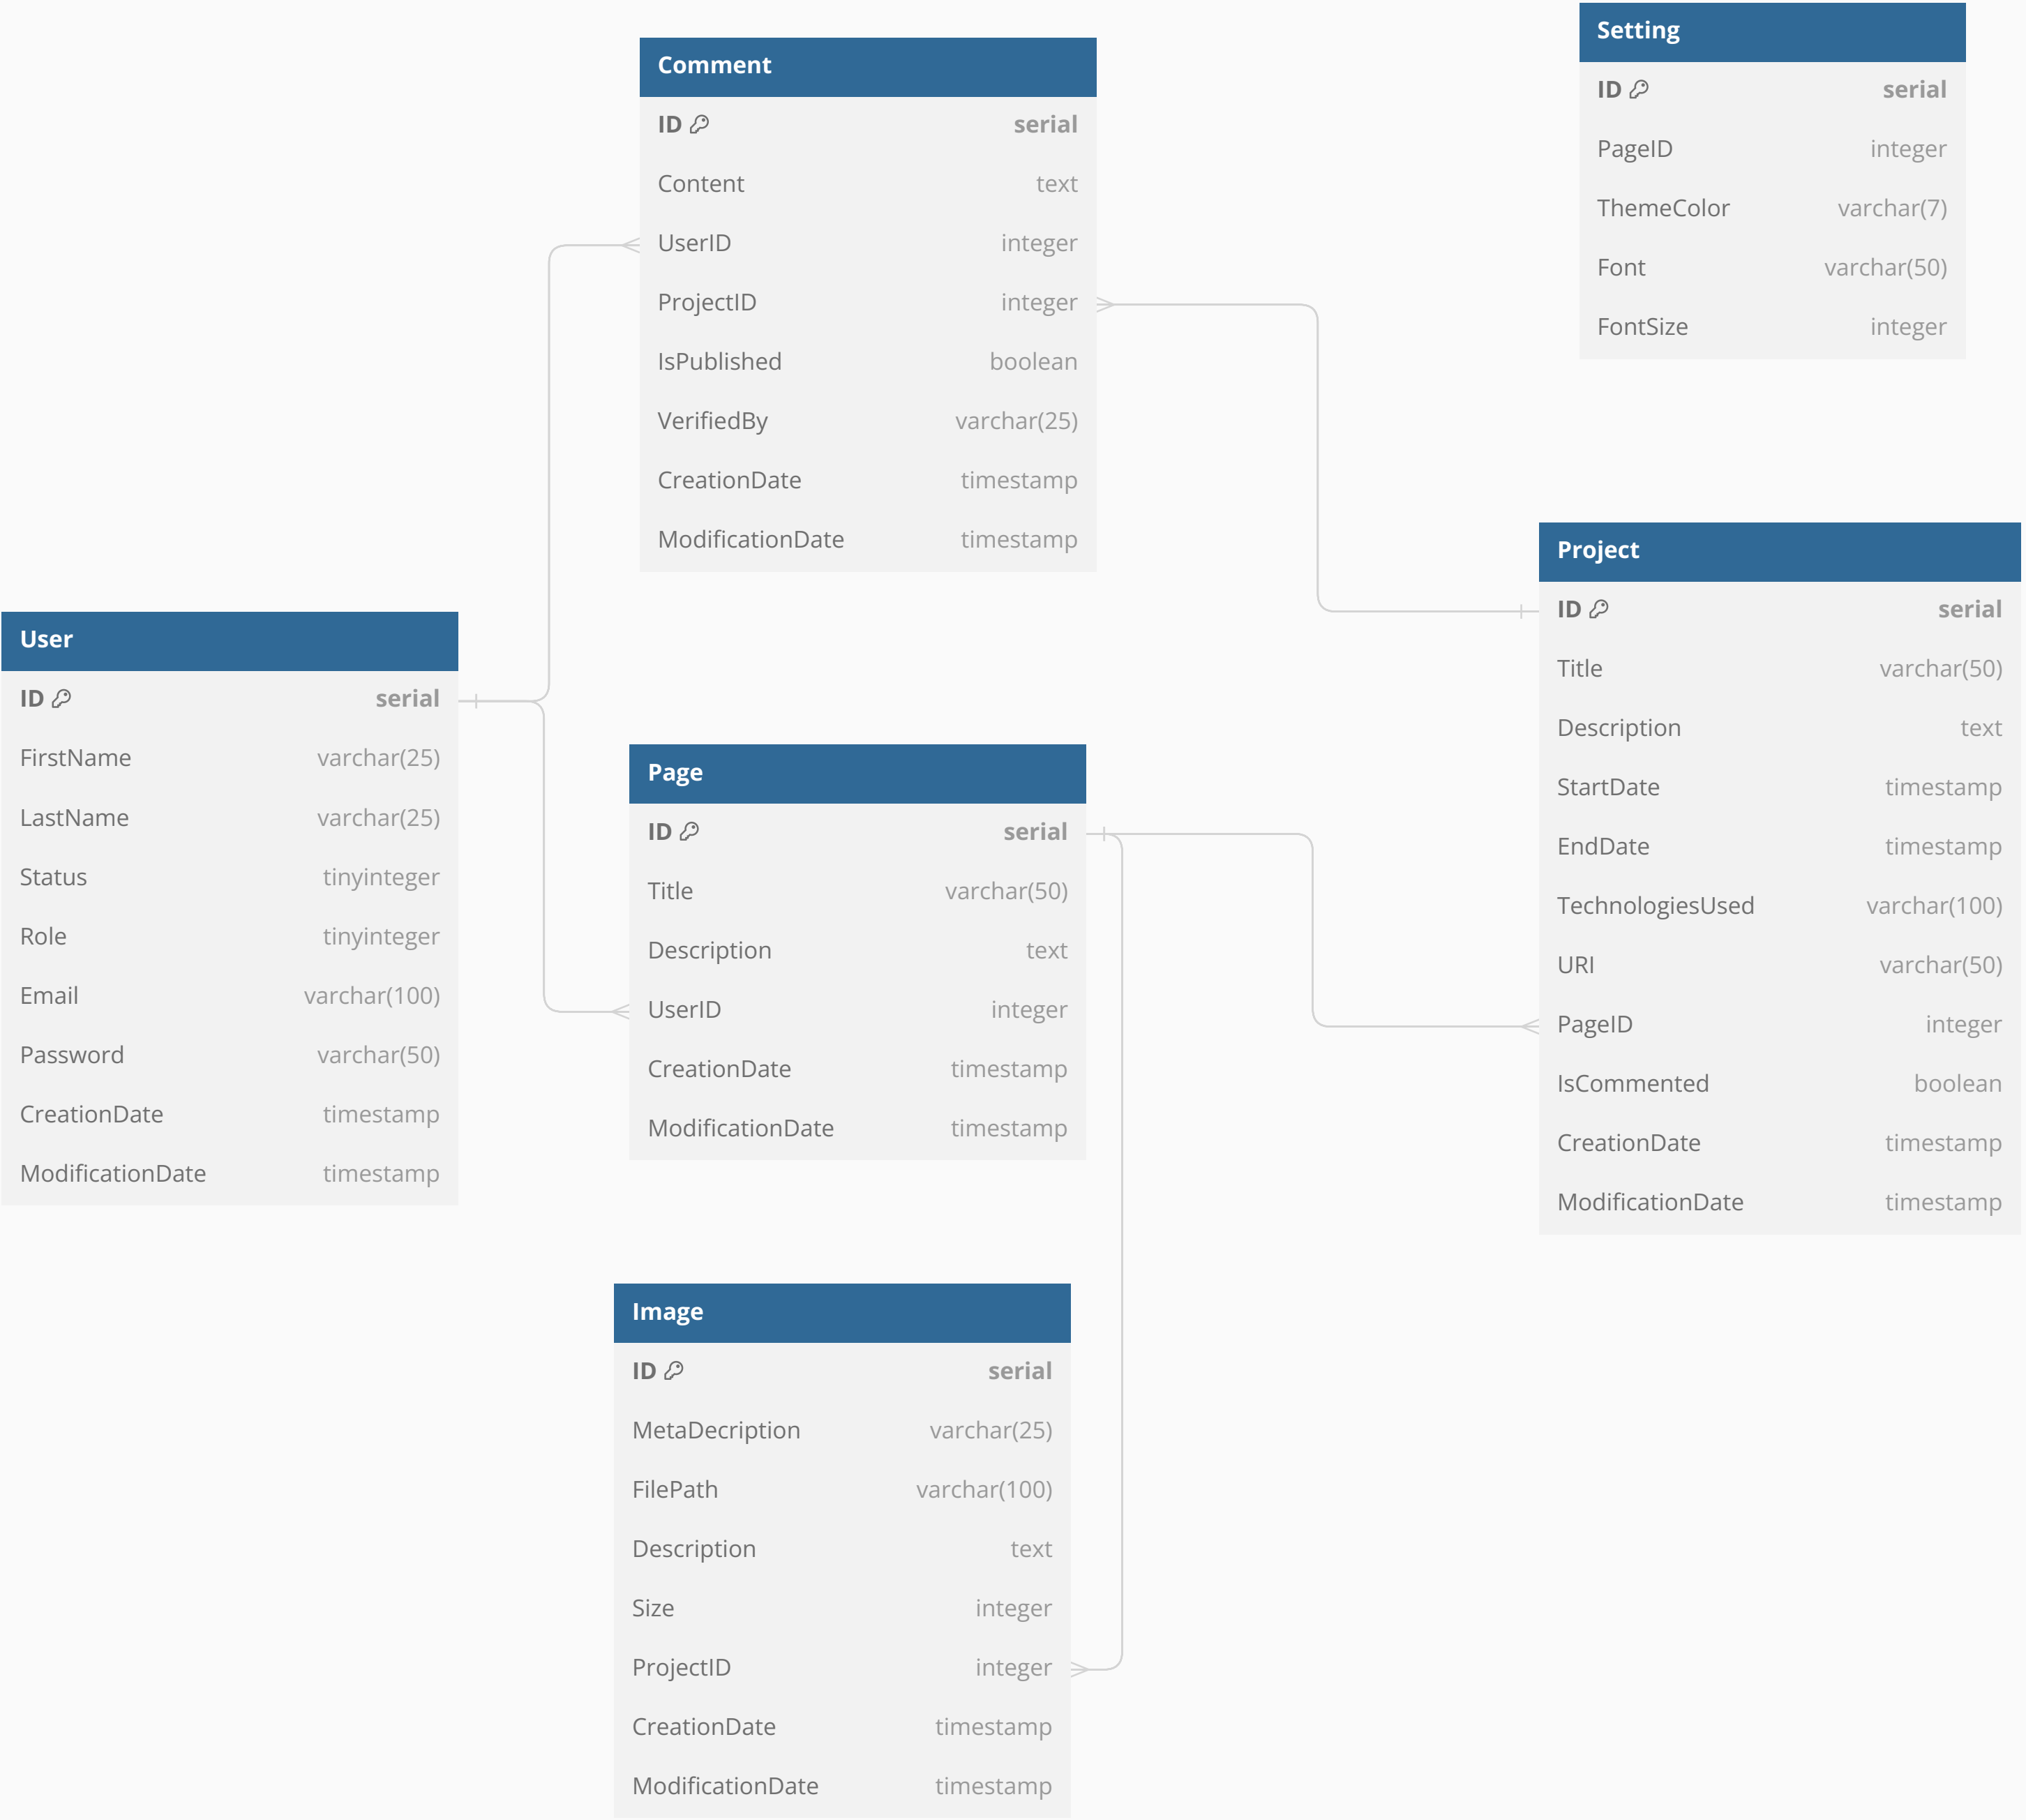 Setting
ID serial
PageID integer
ThemeColor varchar(7)
Font varchar(50)
FontSize integer
Comment
ID serial
Content text
UserID integer
ProjectID integer
IsPublished boolean
VerifiedBy varchar(25)
CreationDate timestamp
ModificationDate timestamp
Project
ID serial
Title varchar(50)
Description text
StartDate timestamp
EndDate timestamp
TechnologiesUsed varchar(100)
URI varchar(50)
PageID integer
IsCommented boolean
CreationDate timestamp
ModificationDate timestamp
User
ID serial
FirstName varchar(25)
LastName varchar(25)
Status tinyinteger
Role tinyinteger
Email varchar(100)
Password varchar(50)
CreationDate timestamp
ModificationDate timestamp
Page
ID serial
Title varchar(50)
Description text
UserID integer
CreationDate timestamp
ModificationDate timestamp
Image
ID serial
MetaDecription varchar(25)
FilePath varchar(100)
Description text
Size integer
ProjectID integer
CreationDate timestamp
ModificationDate timestamp